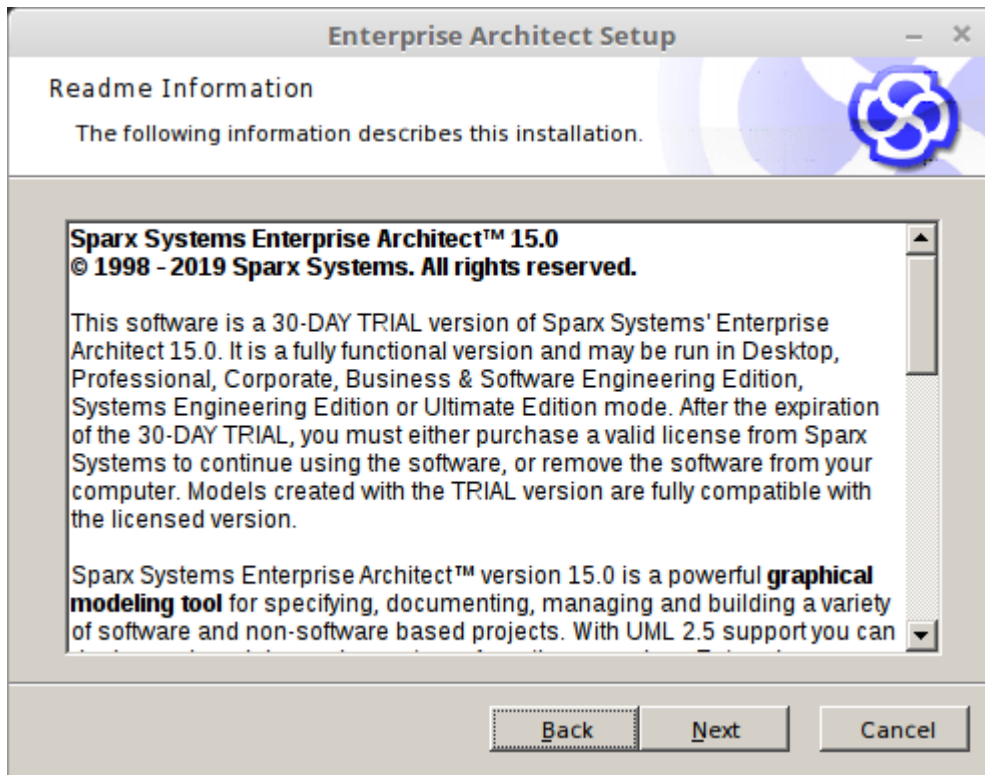 Enterprise Architect Setup
Readme Information
The following information describes this installation.
Sparx Systems Enterprise Architect™ 15.0
© 1998 - 2019 Sparx Systems. All rights reserved.
This software is a 30-DAY TRIAL version of Sparx Systems' Enterprise
Architect 15.0. It is a fully functional version and may be run in Desktop,
Professional, Corporate, Business & Software Engineering Edition,
Systems Engineering Edition or Ultimate Edition mode. After the expiration
of the 30-DAY TRIAL, you must either purchase a valid license from Sparx
Systems to continue using the software, or remove the software from your
computer. Models created with the TRIAL version are fully compatible with
the licensed version.
Sparx Systems Enterprise Architect™ version 15.0 is a powerful graphical
modeling tool for specifying, documenting, managing and building a variety
of software and non-software based projects. With UML 2.5 support you can
Back Next Cancel